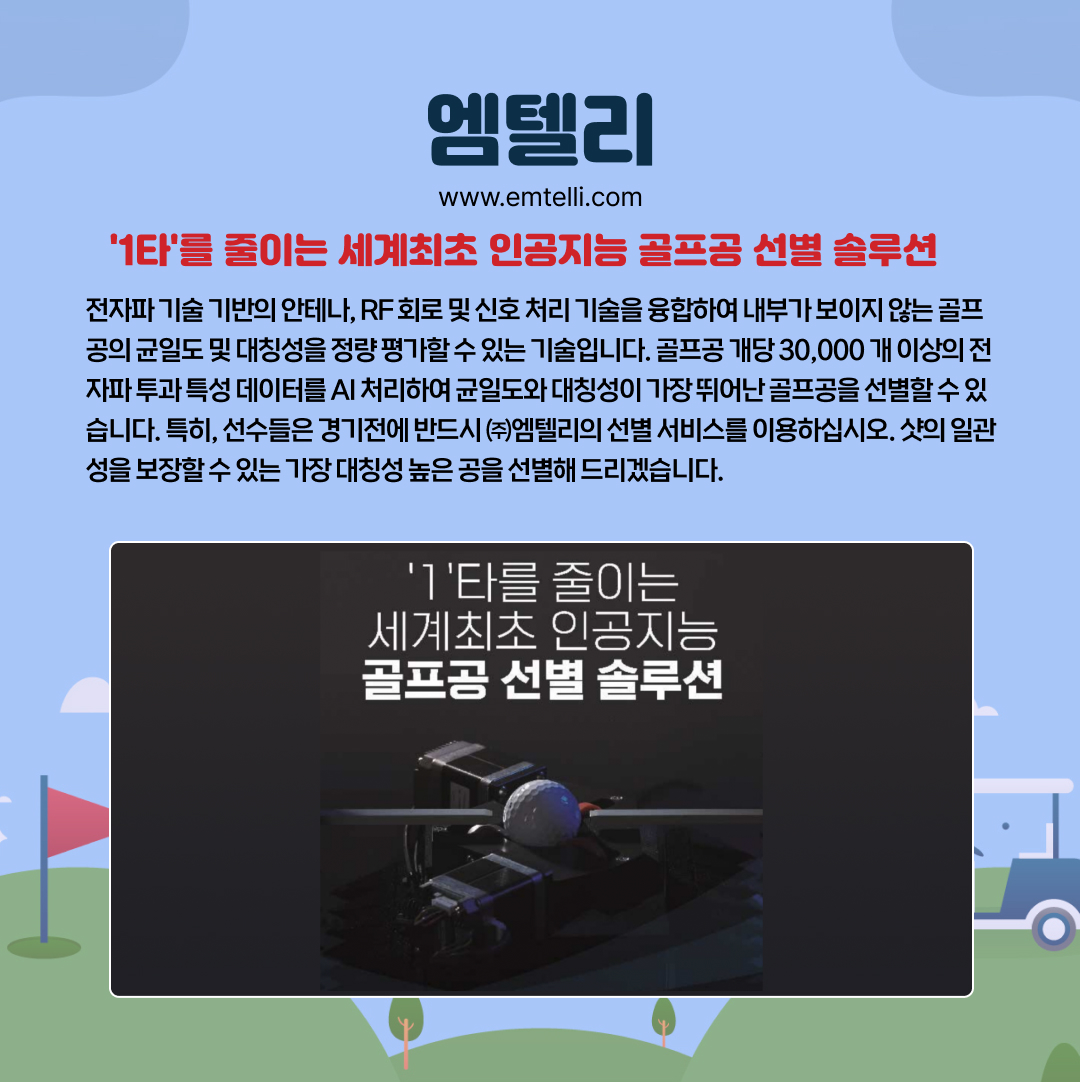 엠텔리
www.emtelli.com
'1타'를 줄이는 세계최초 인공지능 골프공 선별 솔루션
전자파 기술 기반의 안테나, RF 회로 및 신호 처리 기술을 융합하여 내부가 보이지 않는 골프
공의 균일도 및 대칭성을 정량 평가할 수 있는 기술입니다. 골프공 개당 30,000 개 이상의 전
자파 투과 특성 데이터를 AI 처리하여 균일도와 대칭성이 가장 뛰어난 골프공을 선별할 수 있
습니다. 특히, 선수들은 경기전에 반드시 ㈜엠텔리의 선별 서비스를 이용하십시오. 샷의 일관
성을 보장할 수 있는 가장 대칭성 높은 공을 선별해 드리겠습니다.
'1'타를 줄이는
세계최초 인공지능
골프공 선별 솔루션